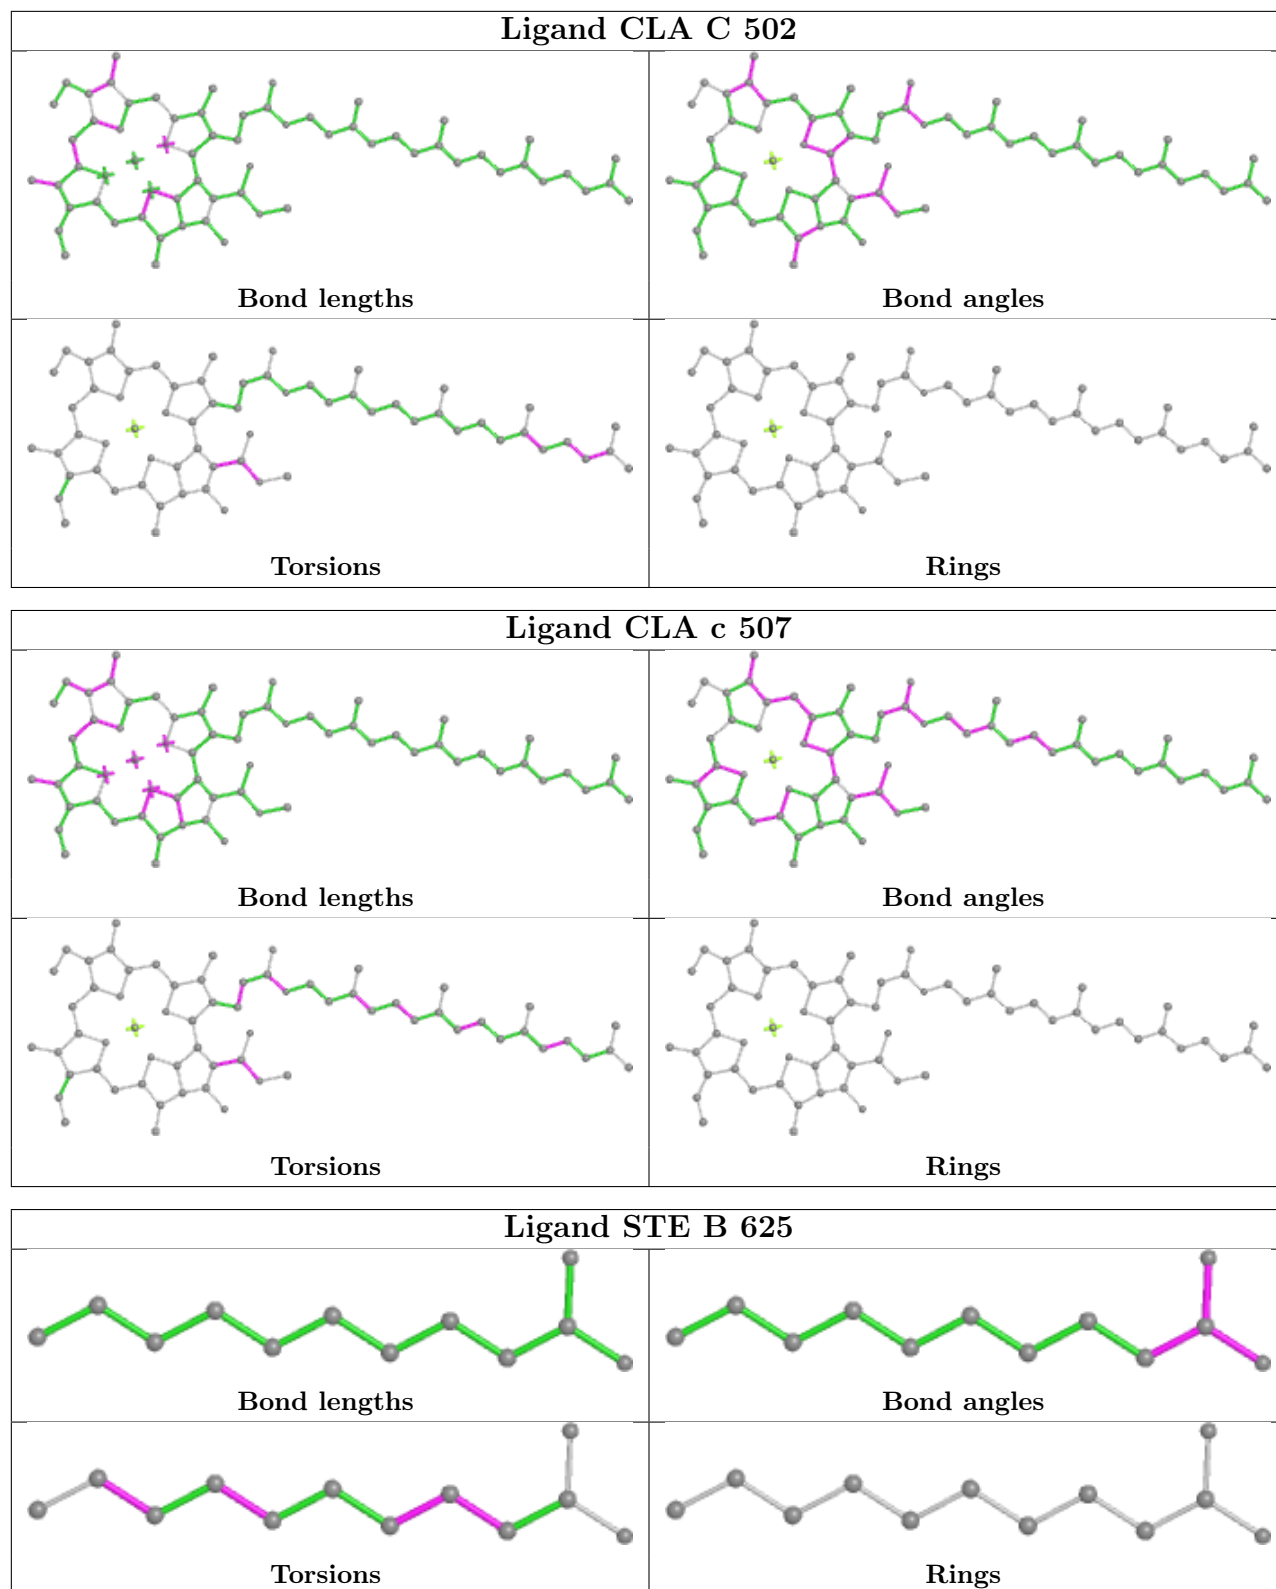 Ligand CLA C 502
Bond lengths
Bond angles
Torsions
Rings
Ligand CLA c 507
Bond lengths
Bond angles
Torsions
Rings
Ligand STE B 625
Bond lengths
Bond angles
Torsions
Rings